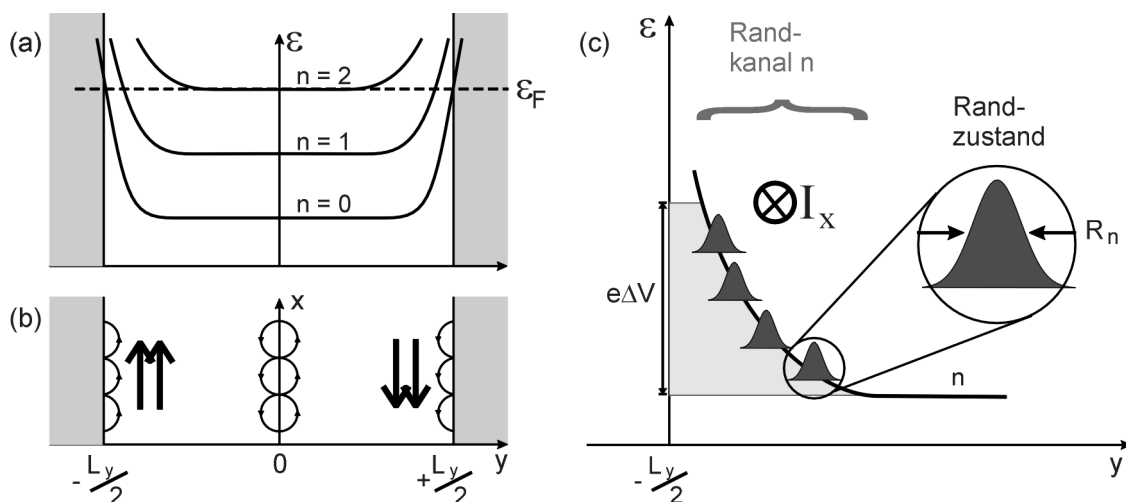 (a)
ε
n = 2
ε_F
n = 1
n = 0
(b)
x
- L_y/2
0
+ L_y/2
y
(c)
ε
Rand-
kanal n
Rand-
zustand
I_x
R_n
eΔV
n
- L_y/2
y